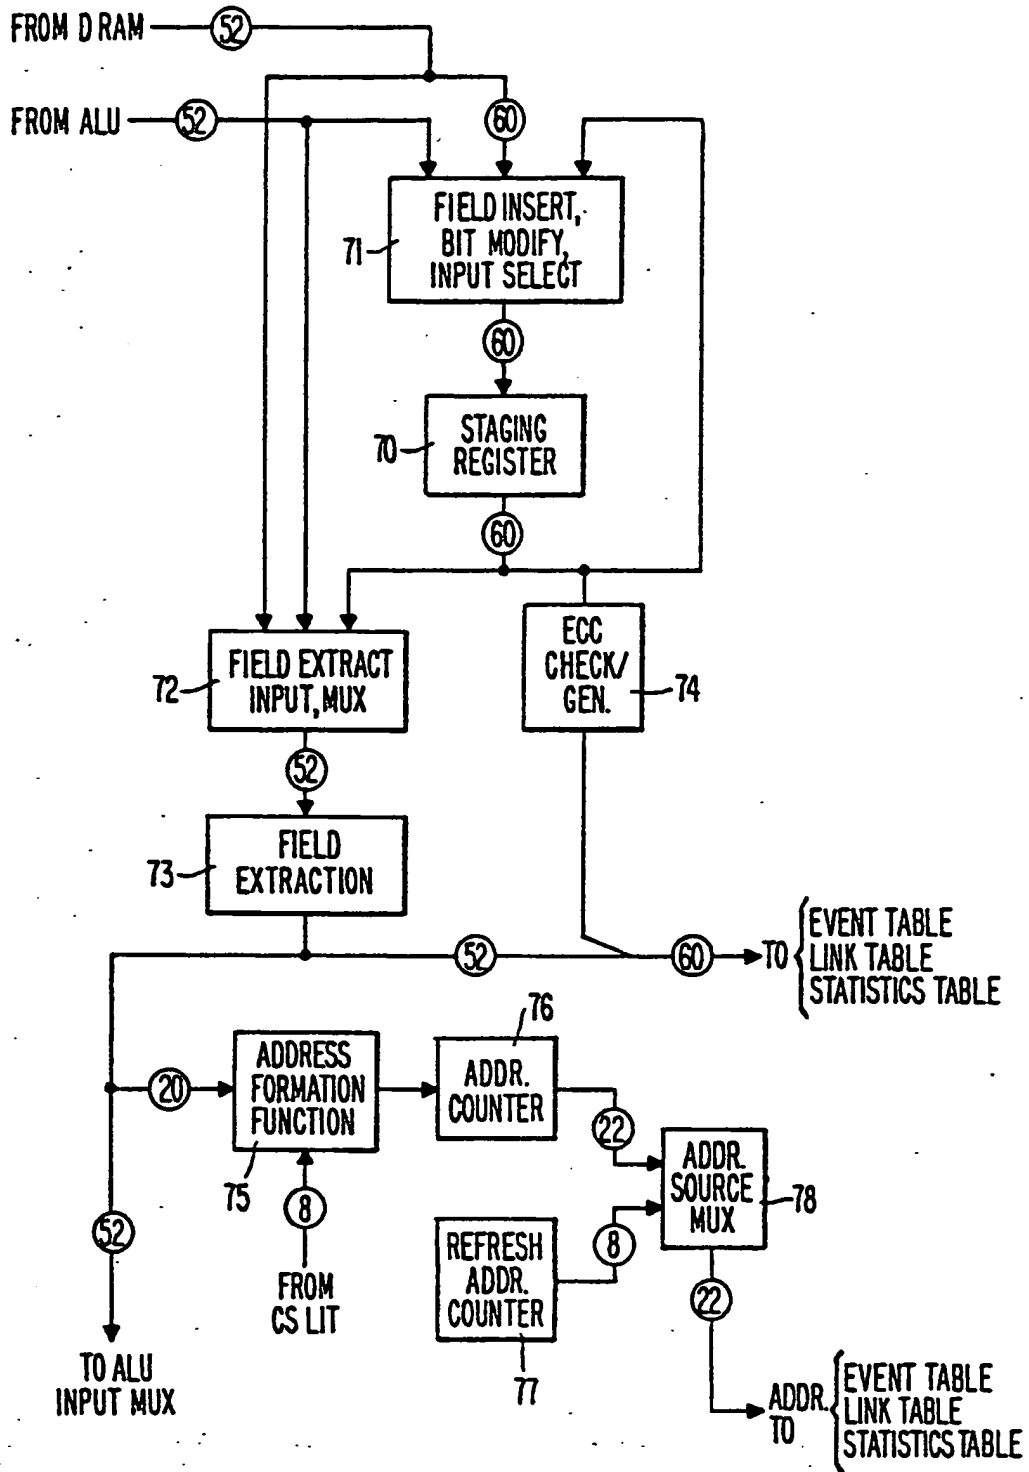 FROM D RAM
52
FROM ALU
52
60
FIELD INSERT,
BIT MODIFY,
INPUT SELECT
71
60
STAGING
REGISTER
70
60
FIELD EXTRACT
INPUT, MUX
72
ECC
CHECK/
GEN.
74
52
FIELD
EXTRACTION
73
52
60
TO
EVENT TABLE
LINK TABLE
STATISTICS TABLE
76
ADDRESS
FORMATION
FUNCTION
75
20
ADDR.
COUNTER
22
ADDR.
SOURCE
MUX
78
52
8
FROM
CS LIT
REFRESH
ADDR.
COUNTER
77
8
22
TO ALU
INPUT MUX
ADDR.
TO
EVENT TABLE
LINK TABLE
STATISTICS TABLE